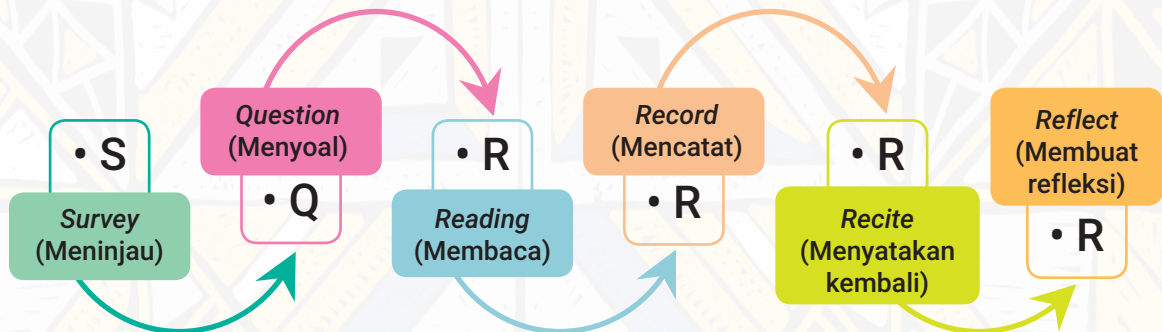 • S
Survey
(Meninjau)
Question
(Menyoal)
• Q
• R
Reading
(Membaca)
Record
(Mencatat)
• R
• R
Recite
(Menyatakan
kembali)
Reflect
(Membuat
refleksi)
• R